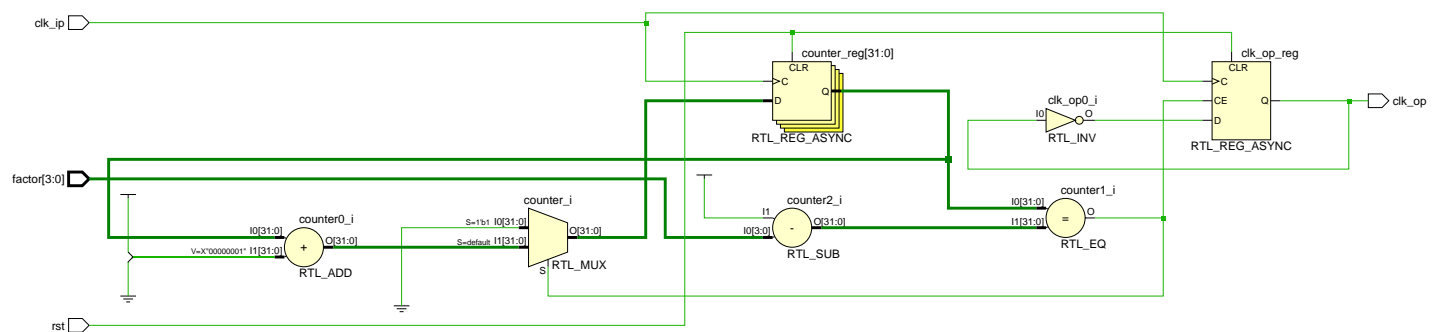 clk_ip
counter_reg[31:0]
clk_op_reg
CLR
CLR
C
C
Q
clk_op0_i
CE
Q
clk_op
D
I0
O
D
RTL_REG_ASYNC
RTL_INV
RTL_REG_ASYNC
factor[3:0]
counter_i
counter2_i
counter1_i
counter0_i
S=1'b1 I0[31:0]
I1
O[31:0]
I0[31:0]
O
I0[31:0]
O[31:0]
O[31:0]
-
=
+
S=default I1[31:0]
I0[3:0]
I1[31:0]
V=X"00000001" I1[31:0]
RTL_SUB
RTL_EQ
RTL_ADD
S
RTL_MUX
rst